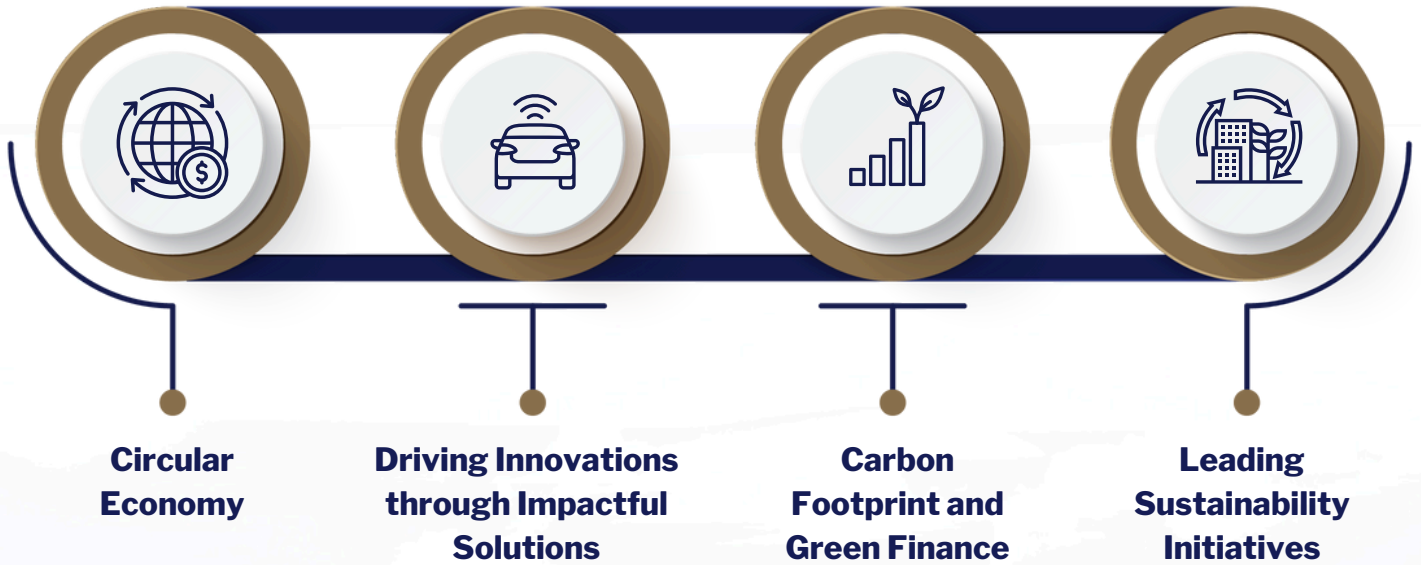 $
Circular
Economy
Driving Innovations
through Impactful
Solutions
Carbon
Footprint and
Green Finance
Leading
Sustainability
Initiatives